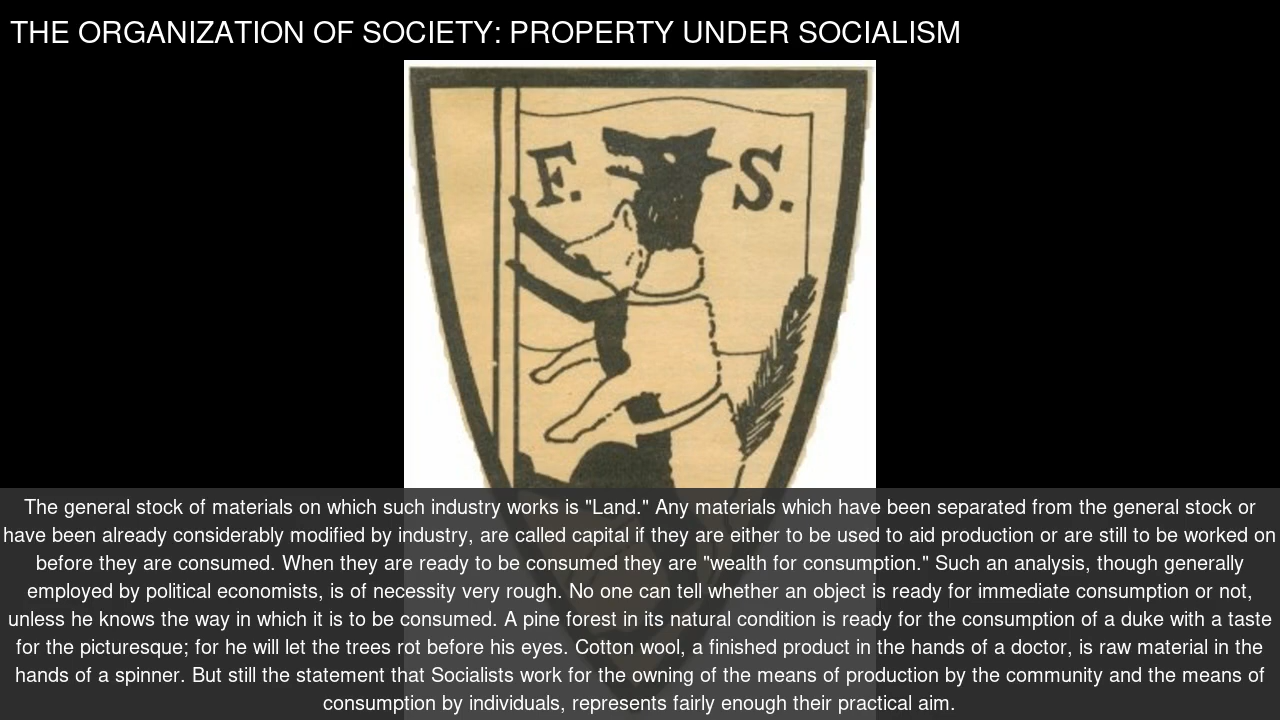 THE ORGANIZATION OF SOCIETY: PROPERTY UNDER SOCIALISM
F. S.
The general stock of materials on which such industry works is "Land." Any materials which have been separated from the general stock or
have been already considerably modified by industry, are called capital if they are either to be used to aid production or are still to be worked on
before they are consumed. When they are ready to be consumed they are "wealth for consumption." Such an analysis, though generally
employed by political economists, is of necessity very rough. No one can tell whether an object is ready for immediate consumption or not,
unless he knows the way in which it is to be consumed. A pine forest in its natural condition is ready for the consumption of a duke with a taste
for the picturesque; for he will let the trees rot before his eyes. Cotton wool, a finished product in the hands of a doctor, is raw material in the
hands of a spinner. But still the statement that Socialists work for the owning of the means of production by the community and the means of
consumption by individuals, represents fairly enough their practical aim.